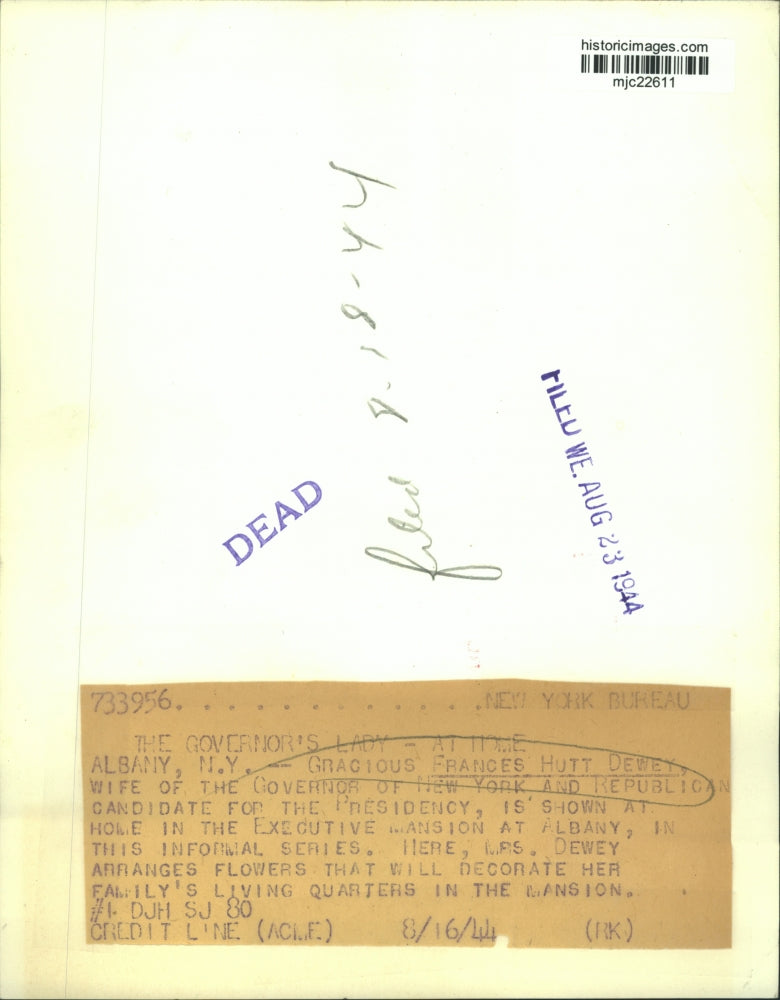 historicimages.com
mjc22611
filed 8-18-44
DEAD
FILED WE. AUG 23 1944
733956. . . . . . . . . . . . .NEW YORK BUREAU
THE GOVERNOR'S LADY - AT HOME
ALBANY, N.Y. -- GRACIOUS FRANCES HUTT DEWEY,
WIFE OF THE GOVERNOR OF NEW YORK AND REPUBLICAN
CANDIDATE FOR THE PRESIDENCY, IS SHOWN AT
HOME IN THE EXECUTIVE MANSION AT ALBANY, IN
THIS INFORMAL SERIES. HERE, MRS. DEWEY
ARRANGES FLOWERS THAT WILL DECORATE HER
FAMILY'S LIVING QUARTERS IN THE MANSION.
#1 DJH SJ 80
CREDIT LINE (ACME) 8/16/44 (RK)